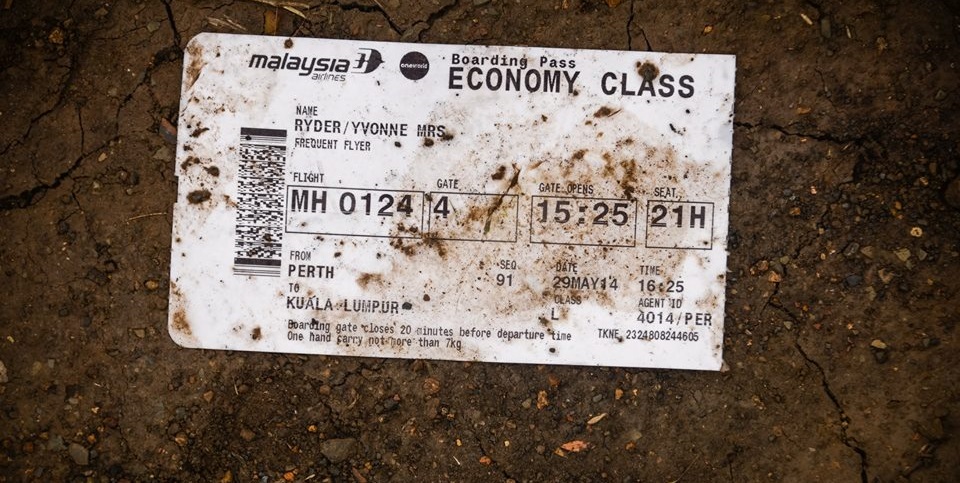 malaysia
airlines
oneworld
Boarding Pass
ECONOMY CLASS
NAME
RYDER/YVONNE MRS
FREQUENT FLYER
FLIGHT GATE GATE OPENS SEAT
MH 0124 4 15:25 21H
FROM SEQ DATE TIME
PERTH 91 29MAY14 16:25
TO CLASS AGENT ID
KUALA LUMPUR L 4014/PER
Boarding gate closes 20 minutes before departure time
One hand carry not more than 7kg
TKNE 2324808244605